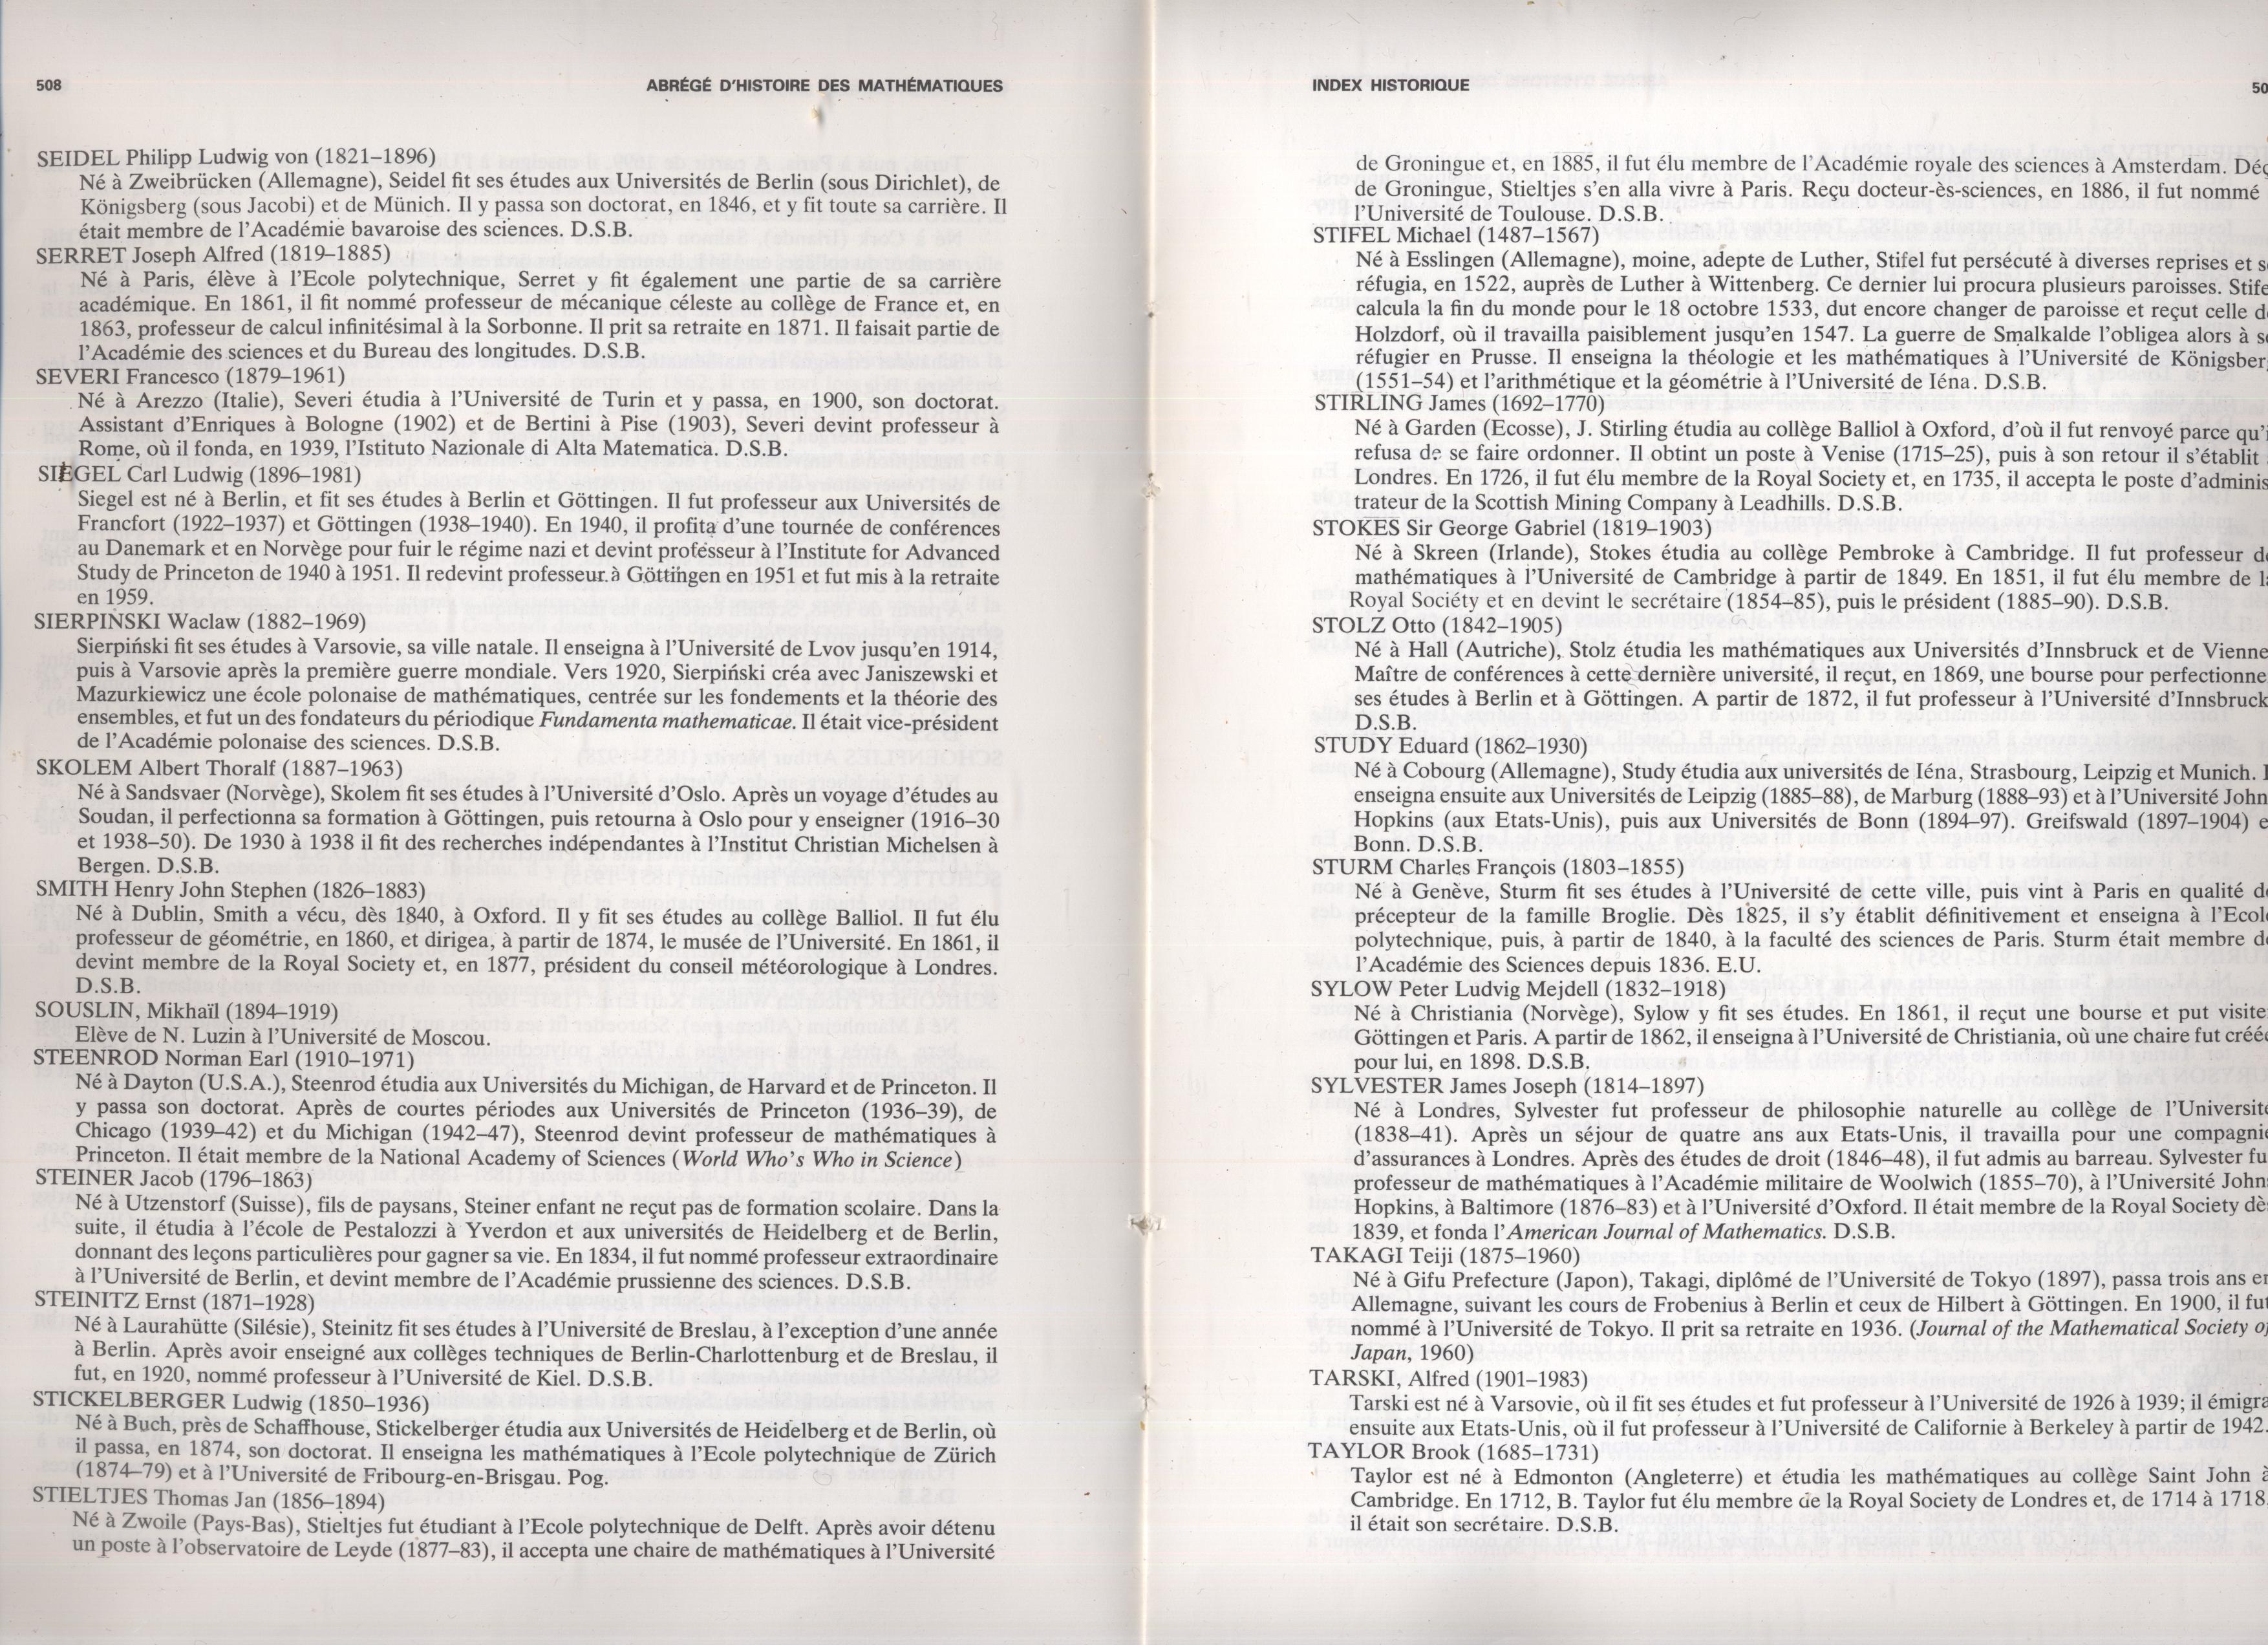 508
ABRÉGÉ D'HISTOIRE DES MATHÉMATIQUES
SEIDEL Philipp Ludwig von (1821–1896)
Né à Zweibrücken (Allemagne), Seidel fit ses études aux Universités de Berlin (sous Dirichlet), de
Königsberg (sous Jacobi) et de Münich. Il y passa son doctorat, en 1846, et y fit toute sa carrière. Il
était membre de l'Académie bavaroise des sciences. D.S.B.
SERRET Joseph Alfred (1819–1885)
Né à Paris, élève à l'Ecole polytechnique, Serret y fit également une partie de sa carrière
académique. En 1861, il fit nommé professeur de mécanique céleste au collège de France et, en
1863, professeur de calcul infinitésimal à la Sorbonne. Il prit sa retraite en 1871. Il faisait partie de
l'Académie des sciences et du Bureau des longitudes. D.S.B.
SEVERI Francesco (1879–1961)
Né à Arezzo (Italie), Severi étudia à l'Université de Turin et y passa, en 1900, son doctorat.
Assistant d'Enriques à Bologne (1902) et de Bertini à Pise (1903), Severi devint professeur à
Rome, où il fonda, en 1939, l'Istituto Nazionale di Alta Matematica. D.S.B.
SIEGEL Carl Ludwig (1896–1981)
Siegel est né à Berlin, et fit ses études à Berlin et Göttingen. Il fut professeur aux Universités de
Francfort (1922–1937) et Göttingen (1938–1940). En 1940, il profita d'une tournée de conférences
au Danemark et en Norvège pour fuir le régime nazi et devint professeur à l'Institute for Advanced
Study de Princeton de 1940 à 1951. Il redevint professeur à Göttingen en 1951 et fut mis à la retraite
en 1959.
SIERPIŃSKI Waclaw (1882–1969)
Sierpiński fit ses études à Varsovie, sa ville natale. Il enseigna à l'Université de Lvov jusqu'en 1914,
puis à Varsovie après la première guerre mondiale. Vers 1920, Sierpiński créa avec Janiszewski et
Mazurkiewicz une école polonaise de mathématiques, centrée sur les fondements et la théorie des
ensembles, et fut un des fondateurs du périodique Fundamenta mathematicae. Il était vice-président
de l'Académie polonaise des sciences. D.S.B.
SKOLEM Albert Thoralf (1887–1963)
Né à Sandsvaer (Norvège), Skolem fit ses études à l'Université d'Oslo. Après un voyage d'études au
Soudan, il perfectionna sa formation à Göttingen, puis retourna à Oslo pour y enseigner (1916–30
et 1938–50). De 1930 à 1938 il fit des recherches indépendantes à l'Institut Christian Michelsen à
Bergen. D.S.B.
SMITH Henry John Stephen (1826–1883)
Né à Dublin, Smith a vécu, dès 1840, à Oxford. Il y fit ses études au collège Balliol. Il fut élu
professeur de géométrie, en 1860, et dirigea, à partir de 1874, le musée de l'Université. En 1861, il
devint membre de la Royal Society et, en 1877, président du conseil météorologique à Londres.
D.S.B.
SOUSLIN, Mikhaïl (1894–1919)
Elève de N. Luzin à l'Université de Moscou.
STEENROD Norman Earl (1910–1971)
Né à Dayton (U.S.A.), Steenrod étudia aux Universités du Michigan, de Harvard et de Princeton. Il
y passa son doctorat. Après de courtes périodes aux Universités de Princeton (1936–39), de
Chicago (1939–42) et du Michigan (1942–47), Steenrod devint professeur de mathématiques à
Princeton. Il était membre de la National Academy of Sciences (World Who's Who in Science)
STEINER Jacob (1796–1863)
Né à Utzenstorf (Suisse), fils de paysans, Steiner enfant ne reçut pas de formation scolaire. Dans la
suite, il étudia à l'école de Pestalozzi à Yverdon et aux universités de Heidelberg et de Berlin,
donnant des leçons particulières pour gagner sa vie. En 1834, il fut nommé professeur extraordinaire
à l'Université de Berlin, et devint membre de l'Académie prussienne des sciences. D.S.B.
STEINITZ Ernst (1871–1928)
Né à Laurahütte (Silésie), Steinitz fit ses études à l'Université de Breslau, à l'exception d'une année
à Berlin. Après avoir enseigné aux collèges techniques de Berlin-Charlottenburg et de Breslau, il
fut, en 1920, nommé professeur à l'Université de Kiel. D.S.B.
STICKELBERGER Ludwig (1850–1936)
Né à Buch, près de Schaffhouse, Stickelberger étudia aux Universités de Heidelberg et de Berlin, où
il passa, en 1874, son doctorat. Il enseigna les mathématiques à l'Ecole polytechnique de Zürich
(1874–79) et à l'Université de Fribourg-en-Brisgau. Pog.
STIELTJES Thomas Jan (1856–1894)
Né à Zwoile (Pays-Bas), Stieltjes fut étudiant à l'Ecole polytechnique de Delft. Après avoir détenu
un poste à l'observatoire de Leyde (1877–83), il accepta une chaire de mathématiques à l'Université
INDEX HISTORIQUE
50
de Groningue et, en 1885, il fut élu membre de l'Académie royale des sciences à Amsterdam. Déç
de Groningue, Stieltjes s'en alla vivre à Paris. Reçu docteur-ès-sciences, en 1886, il fut nommé
l'Université de Toulouse. D.S.B.
STIFEL Michael (1487–1567)
Né à Esslingen (Allemagne), moine, adepte de Luther, Stifel fut persécuté à diverses reprises et s
réfugia, en 1522, auprès de Luther à Wittenberg. Ce dernier lui procura plusieurs paroisses. Stife
calcula la fin du monde pour le 18 octobre 1533, dut encore changer de paroisse et reçut celle d
Holzdorf, où il travailla paisiblement jusqu'en 1547. La guerre de Smalkalde l'obligea alors à s
réfugier en Prusse. Il enseigna la théologie et les mathématiques à l'Université de Königsber
(1551–54) et l'arithmétique et la géométrie à l'Université de Iéna. D.S.B.
STIRLING James (1692–1770)
Né à Garden (Ecosse), J. Stirling étudia au collège Balliol à Oxford, d'où il fut renvoyé parce qu'i
refusa de se faire ordonner. Il obtint un poste à Venise (1715–25), puis à son retour il s'établit
Londres. En 1726, il fut élu membre de la Royal Society et, en 1735, il accepta le poste d'adminis
trateur de la Scottish Mining Company à Leadhills. D.S.B.
STOKES Sir George Gabriel (1819–1903)
Né à Skreen (Irlande), Stokes étudia au collège Pembroke à Cambridge. Il fut professeur d
mathématiques à l'Université de Cambridge à partir de 1849. En 1851, il fut élu membre de l
Royal Sociéty et en devint le secrétaire (1854–85), puis le président (1885–90). D.S.B.
STOLZ Otto (1842–1905)
Né à Hall (Autriche), Stolz étudia les mathématiques aux Universités d'Innsbruck et de Vienne
Maître de conférences à cette dernière université, il reçut, en 1869, une bourse pour perfectionne
ses études à Berlin et à Göttingen. A partir de 1872, il fut professeur à l'Université d'Innsbruck
D.S.B.
STUDY Eduard (1862–1930)
Né à Cobourg (Allemagne), Study étudia aux universités de Iéna, Strasbourg, Leipzig et Munich. I
enseigna ensuite aux Universités de Leipzig (1885–88), de Marburg (1888–93) et à l'Université John
Hopkins (aux Etats-Unis), puis aux Universités de Bonn (1894–97). Greifswald (1897–1904) e
Bonn. D.S.B.
STURM Charles François (1803–1855)
Né à Genève, Sturm fit ses études à l'Université de cette ville, puis vint à Paris en qualité d
précepteur de la famille Broglie. Dès 1825, il s'y établit définitivement et enseigna à l'Ecol
polytechnique, puis, à partir de 1840, à la faculté des sciences de Paris. Sturm était membre d
l'Académie des Sciences depuis 1836. E.U.
SYLOW Peter Ludvig Mejdell (1832–1918)
Né à Christiania (Norvège), Sylow y fit ses études. En 1861, il reçut une bourse et put visite
Göttingen et Paris. A partir de 1862, il enseigna à l'Université de Christiania, où une chaire fut créé
pour lui, en 1898. D.S.B.
SYLVESTER James Joseph (1814–1897)
Né à Londres, Sylvester fut professeur de philosophie naturelle au collège de l'Université
(1838–41). Après un séjour de quatre ans aux Etats-Unis, il travailla pour une compagnie
d'assurances à Londres. Après des études de droit (1846–48), il fut admis au barreau. Sylvester fu
professeur de mathématiques à l'Académie militaire de Woolwich (1855–70), à l'Université John
Hopkins, à Baltimore (1876–83) et à l'Université d'Oxford. Il était membre de la Royal Society dè
1839, et fonda l'American Journal of Mathematics. D.S.B.
TAKAGI Teiji (1875–1960)
Né à Gifu Prefecture (Japon), Takagi, diplômé de l'Université de Tokyo (1897), passa trois ans en
Allemagne, suivant les cours de Frobenius à Berlin et ceux de Hilbert à Göttingen. En 1900, il fut
nommé à l'Université de Tokyo. Il prit sa retraite en 1936. (Journal of the Mathematical Society of
Japan, 1960)
TARSKI, Alfred (1901–1983)
Tarski est né à Varsovie, où il fit ses études et fut professeur à l'Université de 1926 à 1939; il émigra
ensuite aux Etats-Unis, où il fut professeur à l'Université de Californie à Berkeley à partir de 1942.
TAYLOR Brook (1685–1731)
Taylor est né à Edmonton (Angleterre) et étudia les mathématiques au collège Saint John à
Cambridge. En 1712, B. Taylor fut élu membre de la Royal Society de Londres et, de 1714 à 1718,
il était son secrétaire. D.S.B.